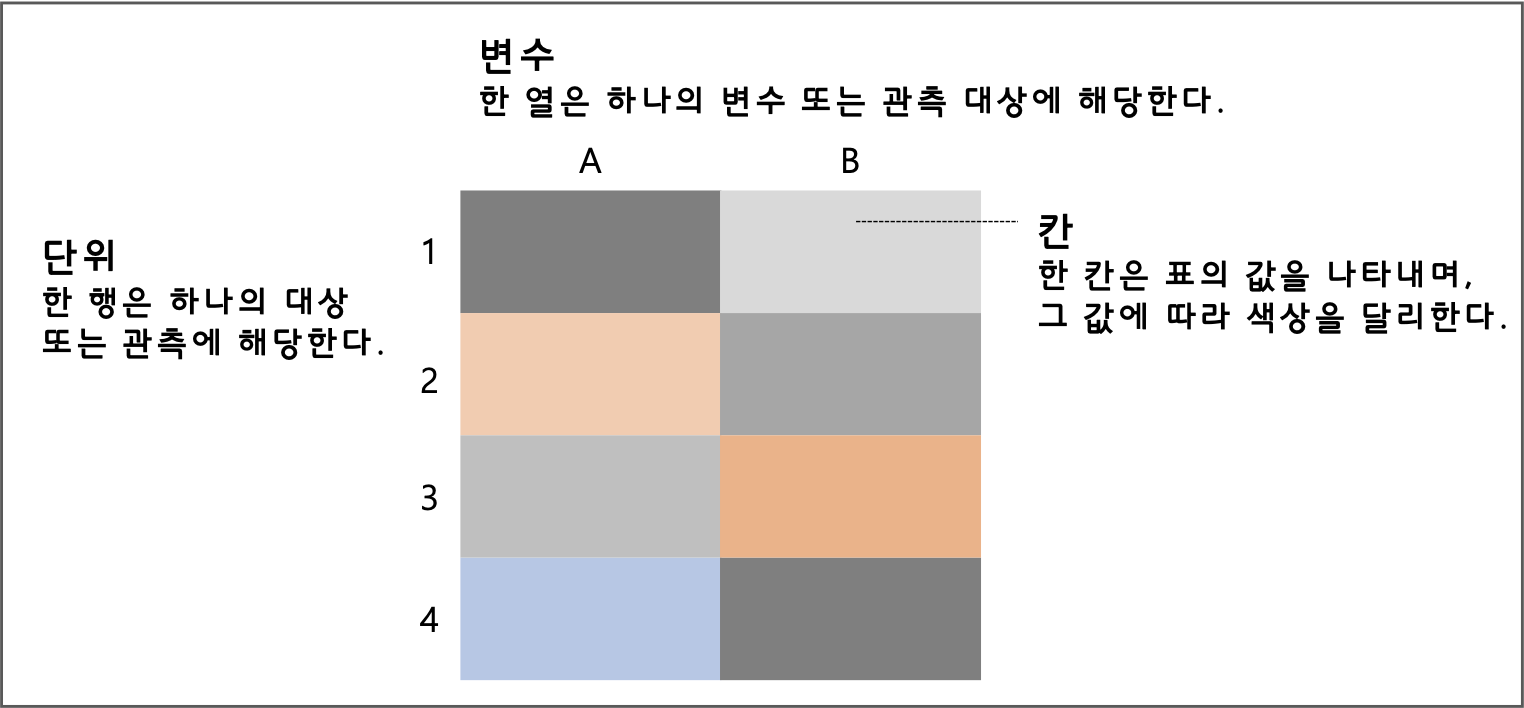 변수
한 열은 하나의 변수 또는 관측 대상에 해당한다.
A
B
단위
한 행은 하나의 대상
또는 관측에 해당한다.
1
2
3
4
칸
한 칸은 표의 값을 나타내며,
그 값에 따라 색상을 달리한다.